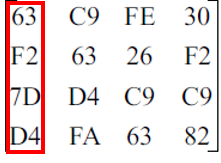 63 C9 FE 30
F2 63 26 F2
7D D4 C9 C9
D4 FA 63 82